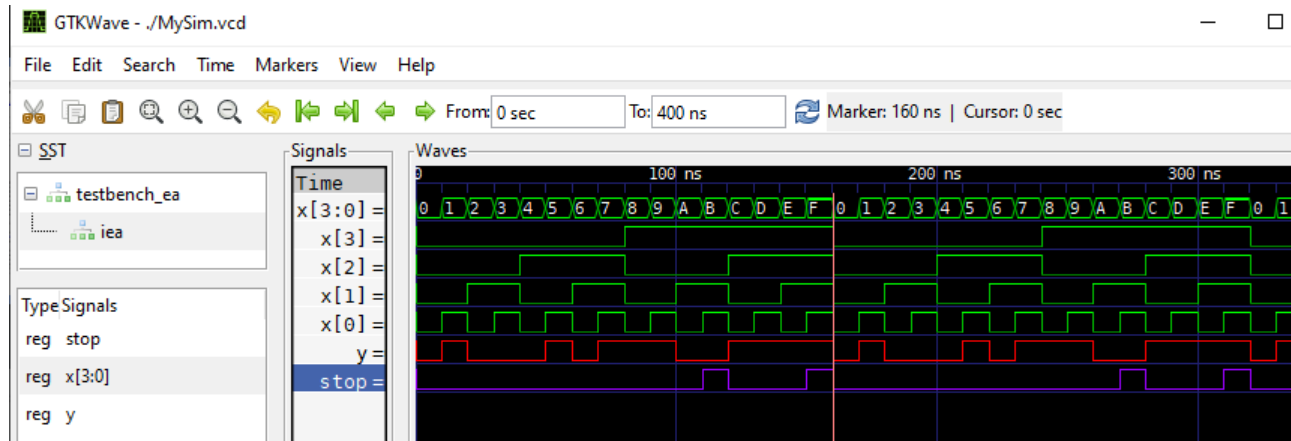 GTKWave - ./MySim.vcd
File Edit Search Time Markers View Help
From: 0 sec To: 400 ns Marker: 160 ns | Cursor: 0 sec
SST
testbench_ea
iea
Type Signals
reg stop
reg x[3:0]
reg y
Signals
Time
x[3:0] =
x[3] =
x[2] =
x[1] =
x[0] =
y =
stop =
Waves
0 100 ns 200 ns 300 ns
0 1 2 3 4 5 6 7 8 9 A B C D E F 0 1 2 3 4 5 6 7 8 9 A B C D E F 0 1